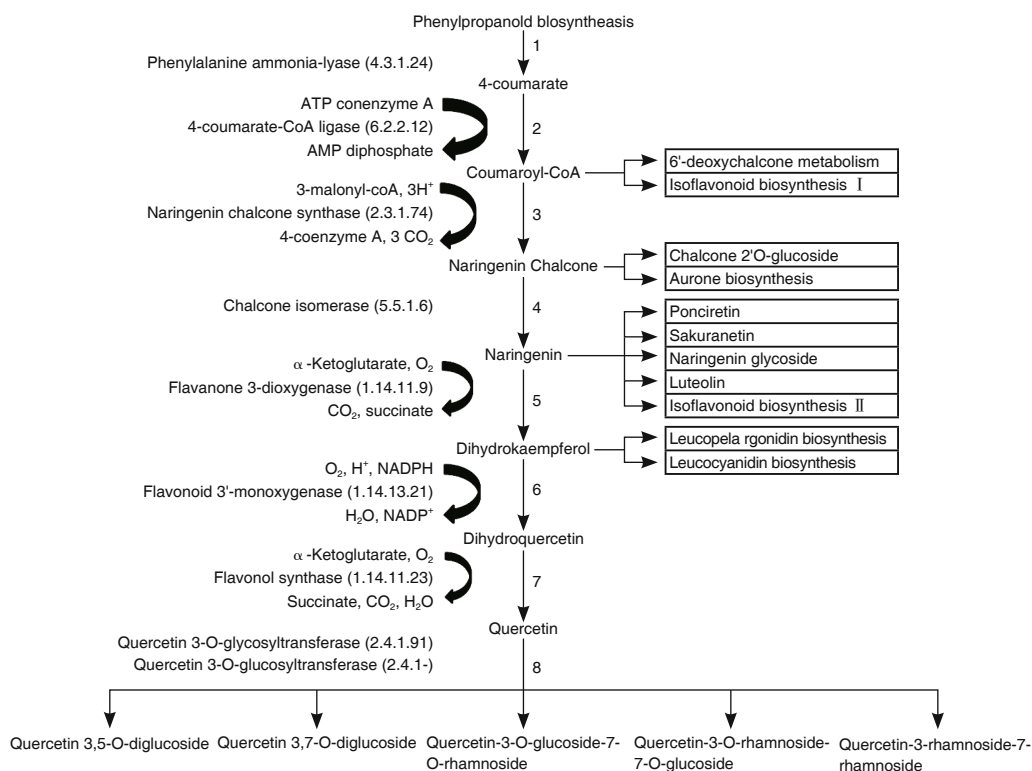 Phenylpropanold blosyntheasis
1
Phenylalanine ammonia-lyase (4.3.1.24)
4-coumarate
ATP conenzyme A
4-coumarate-CoA ligase (6.2.2.12)
2
AMP diphosphate
Coumaroyl-CoA
6'-deoxychalcone metabolism
Isoflavonoid biosynthesis Ⅰ
3-malonyl-coA, 3H⁺
Naringenin chalcone synthase (2.3.1.74)
3
4-coenzyme A, 3 CO₂
Naringenin Chalcone
Chalcone 2'O-glucoside
Aurone biosynthesis
Chalcone isomerase (5.5.1.6)
4
Naringenin
Ponciretin
Sakuranetin
Naringenin glycoside
Luteolin
Isoflavonoid biosynthesis Ⅱ
α-Ketoglutarate, O₂
Flavanone 3-dioxygenase (1.14.11.9)
5
CO₂, succinate
Dihydrokaempferol
Leucopela rgonidin biosynthesis
Leucocyanidin biosynthesis
O₂, H⁺, NADPH
Flavonoid 3'-monoxygenase (1.14.13.21)
6
H₂O, NADP⁺
Dihydroquercetin
α-Ketoglutarate, O₂
Flavonol synthase (1.14.11.23)
7
Succinate, CO₂, H₂O
Quercetin
Quercetin 3-O-glycosyltransferase (2.4.1.91)
Quercetin 3-O-glucosyltransferase (2.4.1-)
8
Quercetin 3,5-O-diglucoside
Quercetin 3,7-O-diglucoside
Quercetin-3-O-glucoside-7-
O-rhamnoside
Quercetin-3-O-rhamnoside-
7-O-glucoside
Quercetin-3-rhamnoside-7-
rhamnoside